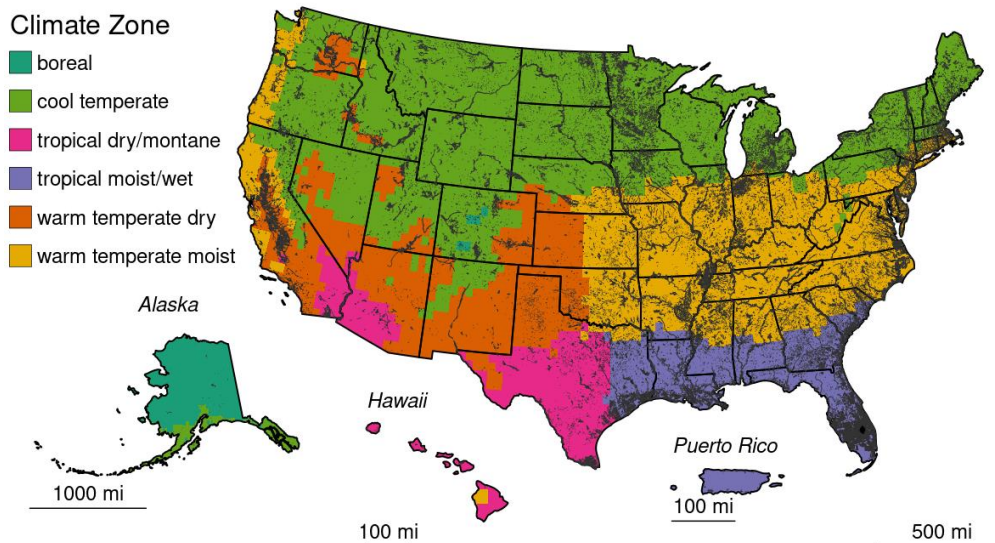 Climate Zone
boreal
cool temperate
tropical dry/montane
tropical moist/wet
warm temperate dry
warm temperate moist
Alaska
Hawaii
Puerto Rico
1000 mi
100 mi
100 mi
500 mi